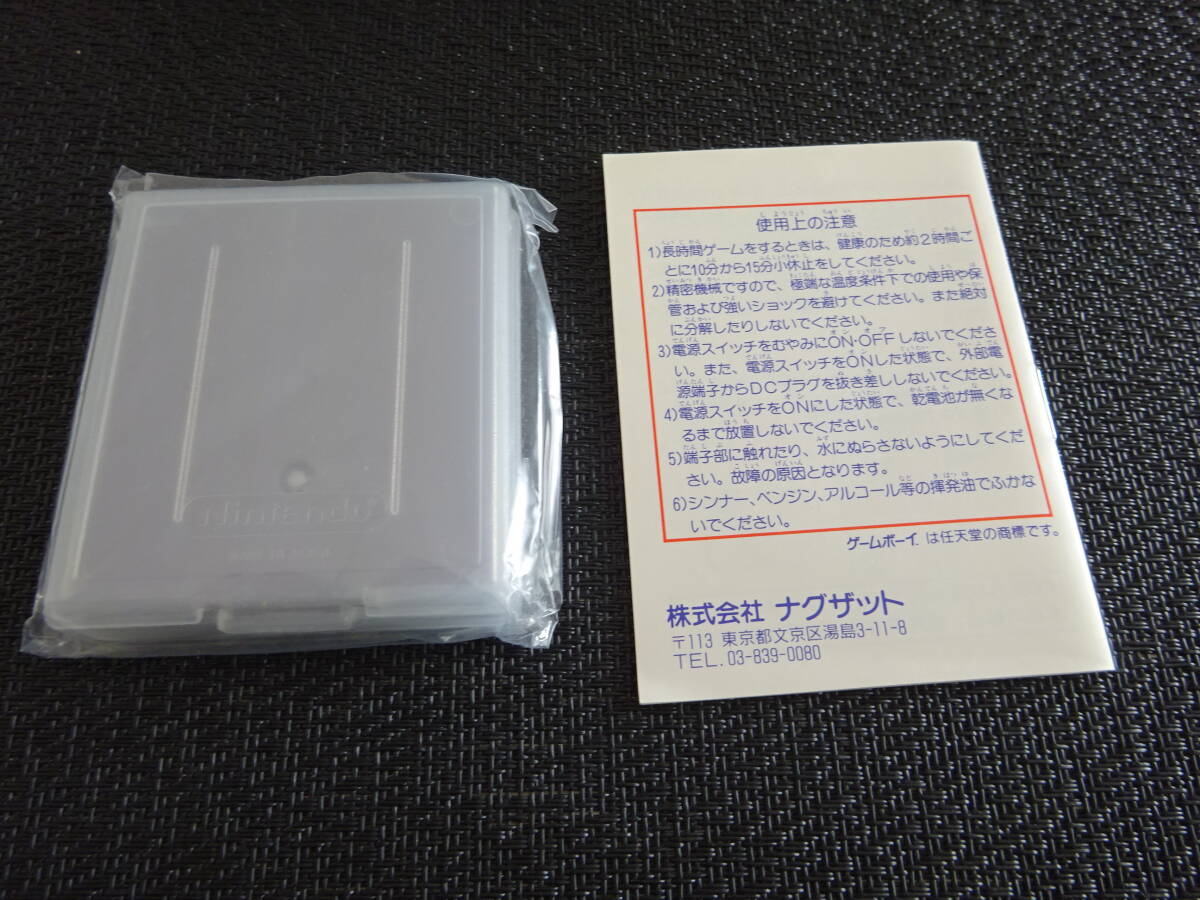 Nintendo
使用上の注意
1)長時間ゲームをするときは、健康のため約2時間ご
とに10分から15分小休止をしてください。
2)精密機械ですので、極端な温度条件下での使用や保
管および強いショックを避けてください。また絶対
に分解したりしないでください。
3)電源スイッチをむやみにON・OFFしないでくださ
い。また、電源スイッチをONした状態で、外部電
源端子からDCプラグを抜き差ししないでください。
4)電源スイッチをONにした状態で、乾電池が無くな
るまで放置しないでください。
5)端子部に触れたり、水にぬらさないようにしてくだ
さい。故障の原因となります。
6)シンナー、ベンジン、アルコール等の揮発油でふかな
いでください。
ゲームボーイ. は任天堂の商標です。
株式会社 ナグザット
〒113 東京都文京区湯島3-11-8
TEL.03-839-0080